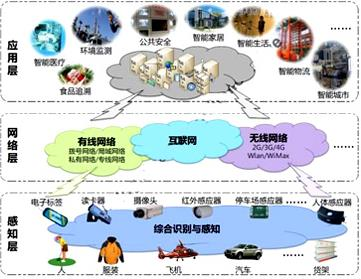 应用层
智能医疗
环境监测
公共安全
智能家居
智能生活
智能物流
智能城市
食品追溯
……
网络层
有线网络
拨号网络/局域网络
私有网络/专线网络
互联网
无线网络
2G/3G/4G
Wlan/WiMax
……
感知层
电子标签
读卡器
摄像头
红外感应器
停车场感应器
人体感应器
……
综合识别与感知
人
服装
飞机
汽车
货架
……